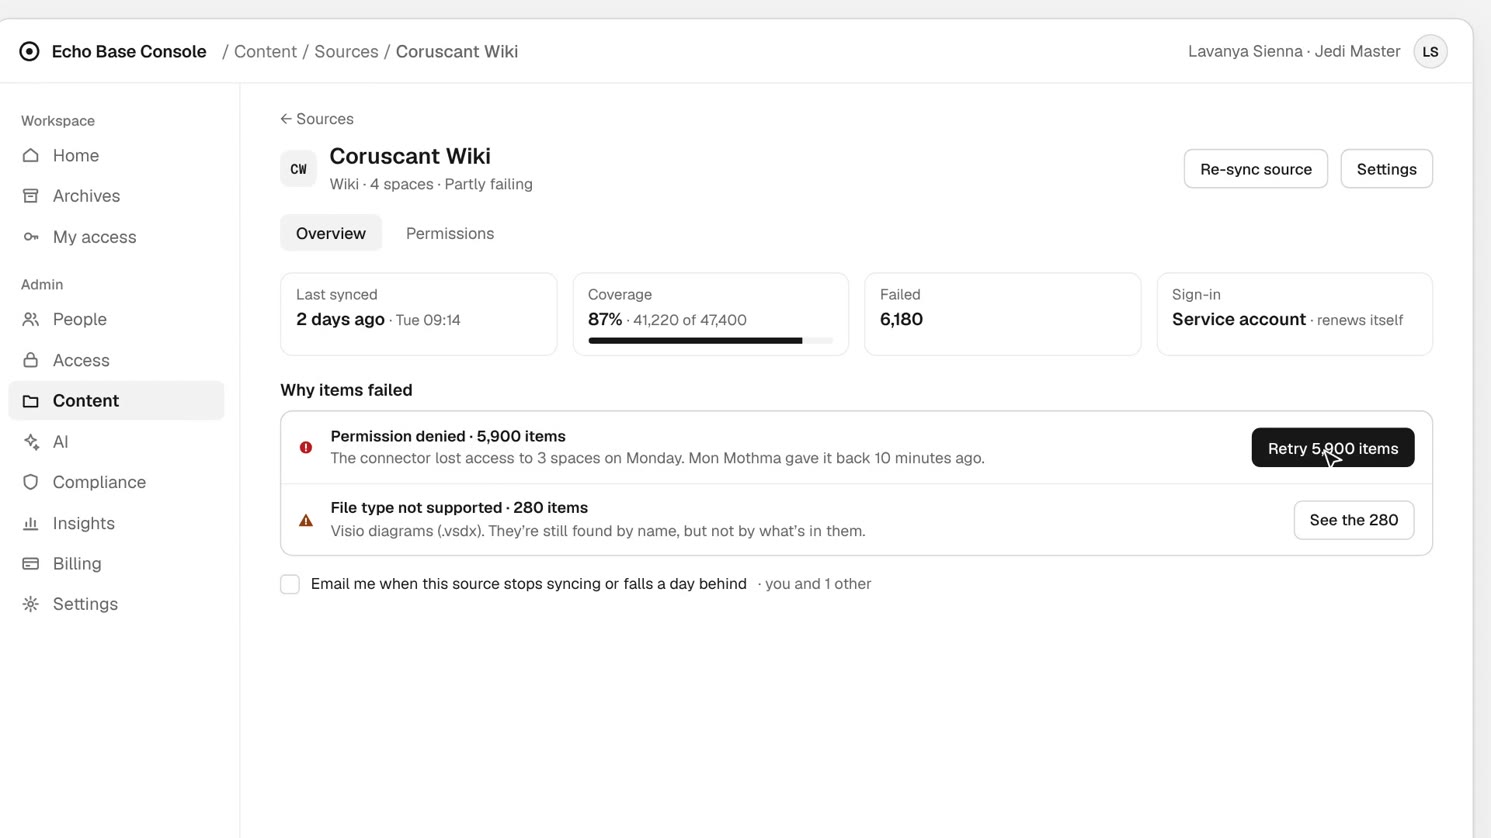 Echo Base Console / Content / Sources / Coruscant Wiki
Lavanya Sienna · Jedi Master LS
Workspace
Home
Archives
My access
Admin
People
Access
Content
AI
Compliance
Insights
Billing
Settings
← Sources
CW
Coruscant Wiki
Wiki · 4 spaces · Partly failing
Re-sync source
Settings
Overview
Permissions
Last synced
2 days ago · Tue 09:14
Coverage
87% · 41,220 of 47,400
Failed
6,180
Sign-in
Service account · renews itself
Why items failed
Permission denied · 5,900 items
The connector lost access to 3 spaces on Monday. Mon Mothma gave it back 10 minutes ago.
Retry 5,900 items
File type not supported · 280 items
Visio diagrams (.vsdx). They’re still found by name, but not by what’s in them.
See the 280
Email me when this source stops syncing or falls a day behind · you and 1 other